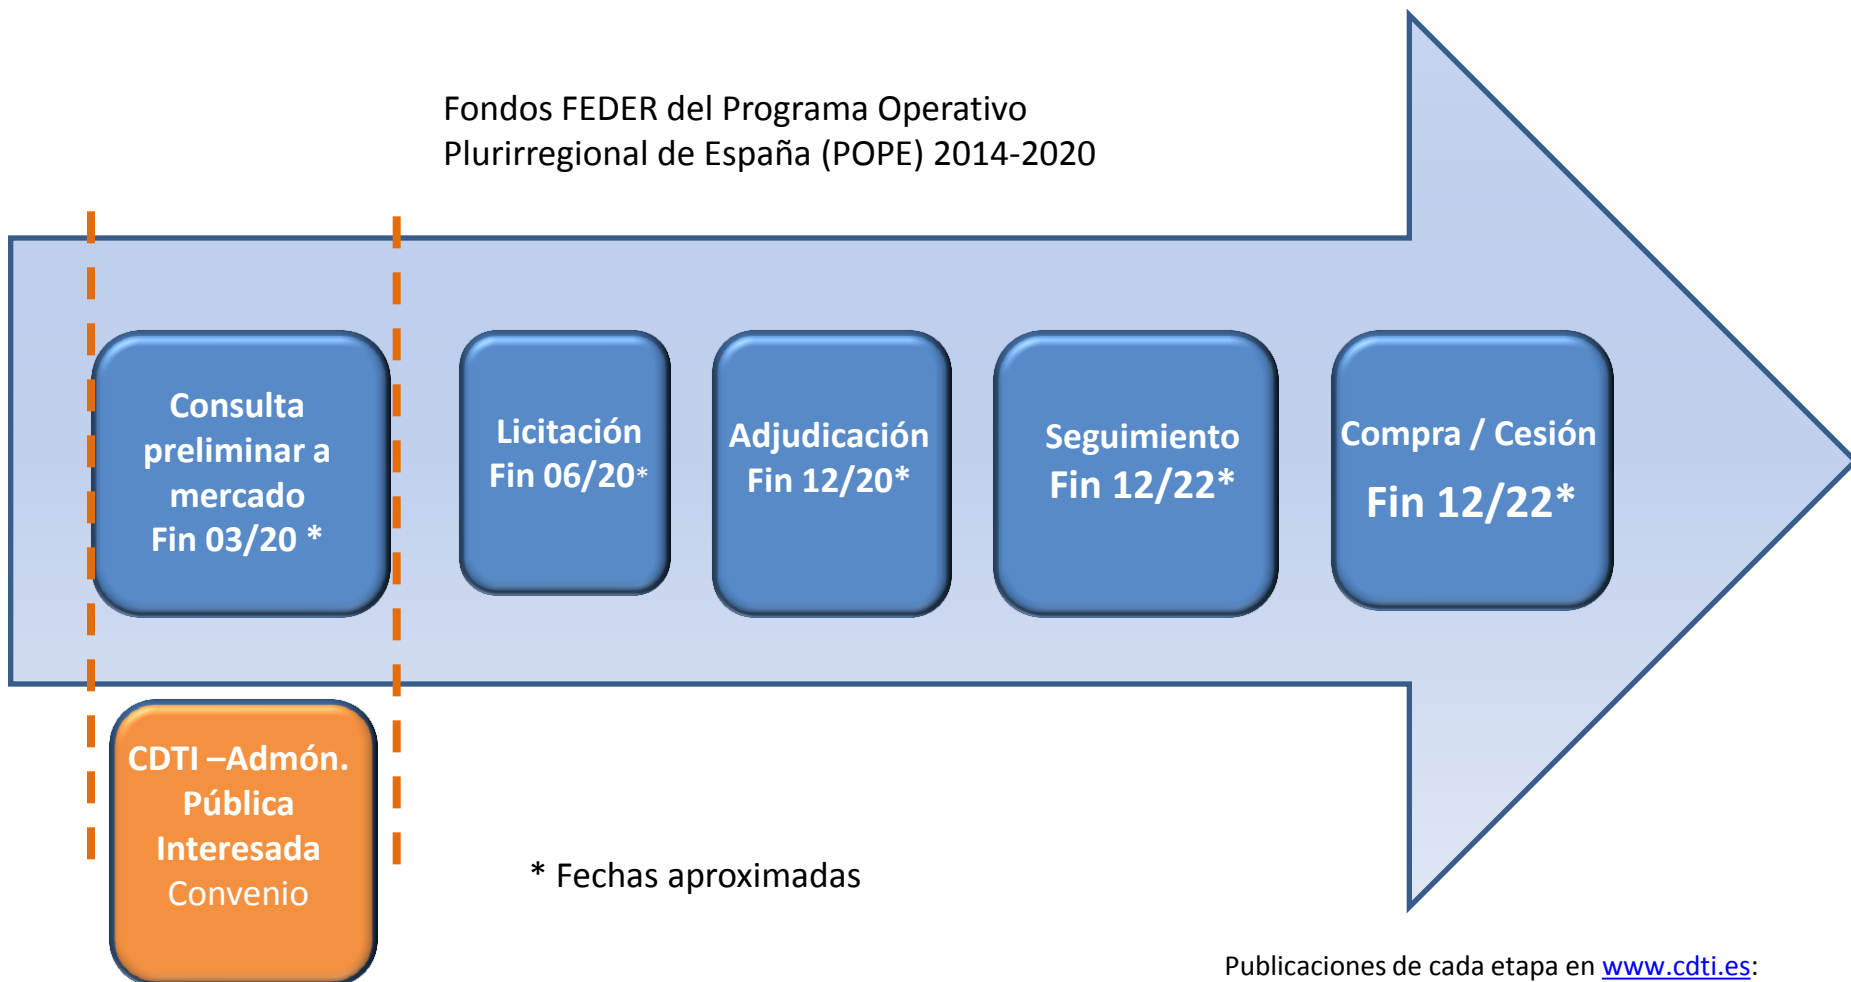 Fondos FEDER del Programa Operativo
Plurirregional de España (POPE) 2014-2020
Consulta
preliminar a
mercado
Fin 03/20 *
Licitación
Fin 06/20*
Adjudicación
Fin 12/20*
Seguimiento
Fin 12/22*
Compra / Cesión
Fin 12/22*
CDTI –Admón.
Pública
Interesada
Convenio
* Fechas aproximadas
Publicaciones de cada etapa en www.cdti.es: